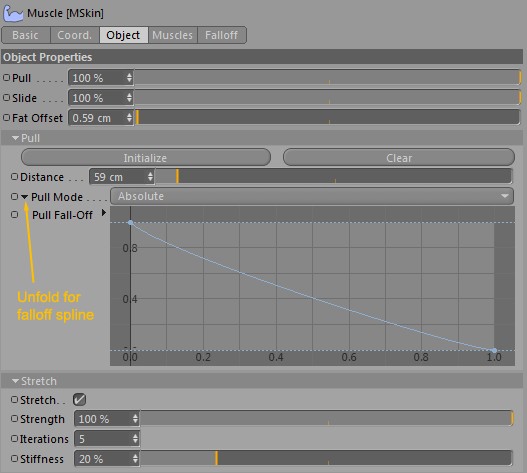 Muscle [MSkin]
Basic Coord. Object Muscles Falloff
Object Properties
Pull . . . . . 100 %
Slide . . . . 100 %
Fat Offset 0.59 cm
Pull
Initialize Clear
Distance . . . 59 cm
Pull Mode . . . . Absolute
Pull Fall-Off
0.8
0.4
0.0 0.2 0.4 0.6 0.8 1.0
Unfold for
falloff spline
Stretch
Stretch. .
Strength 100 %
Iterations 5
Stiffness 20 %